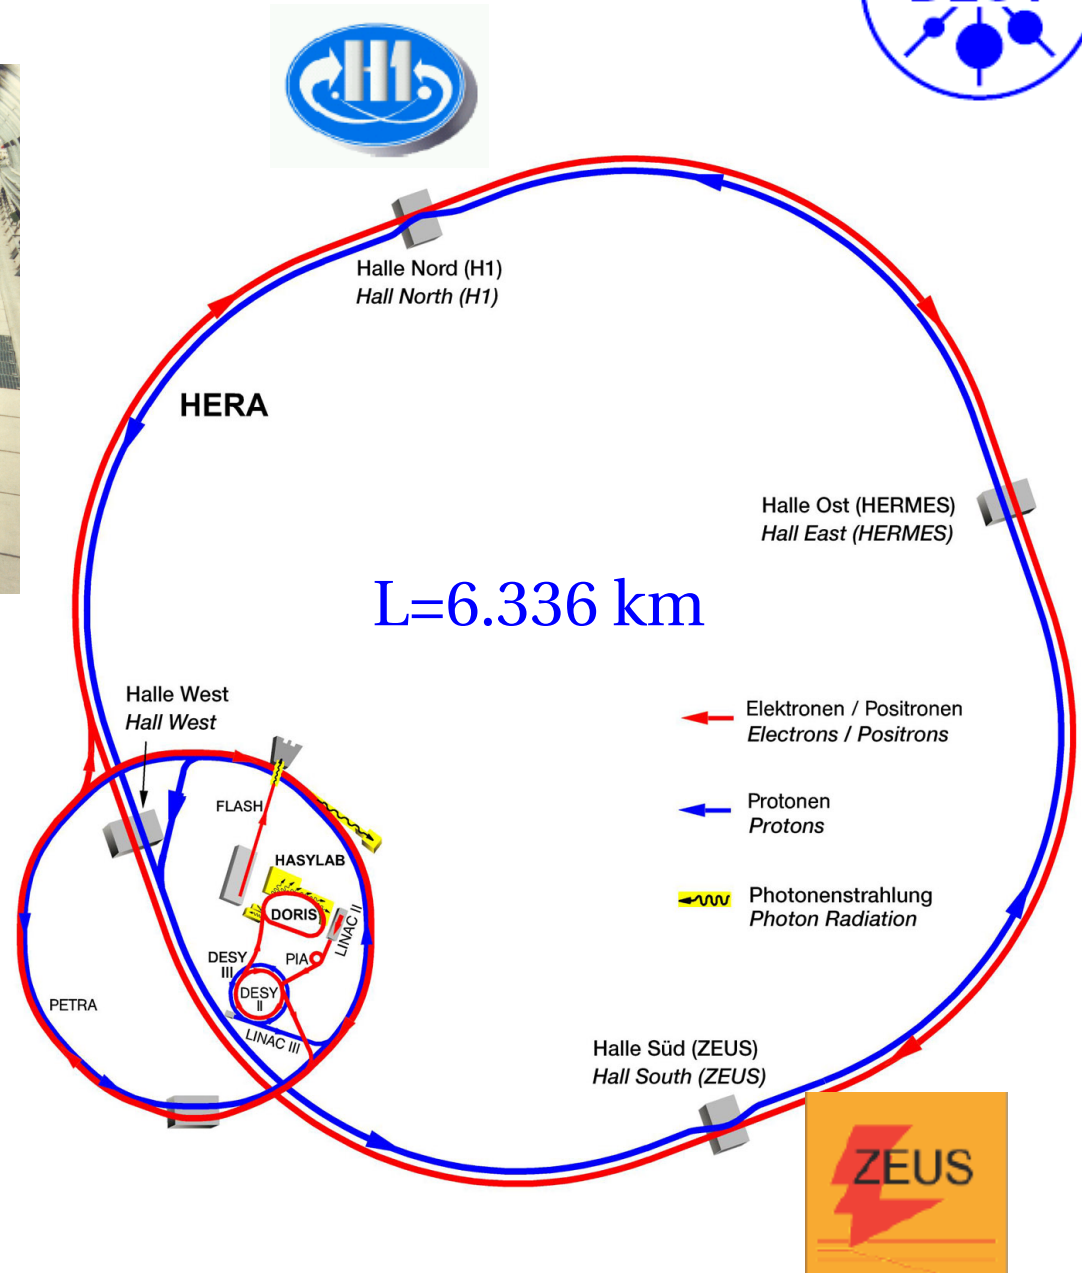 H1
Halle Nord (H1)
Hall North (H1)
HERA
Halle Ost (HERMES)
Hall East (HERMES)
L=6.336 km
Halle West
Hall West
Elektronen / Positronen
Electrons / Positrons
Protonen
Protons
Photonenstrahlung
Photon Radiation
FLASH
HASYLAB
DORIS
LINAC II
PIA
DESY
III
DESY
II
LINAC III
PETRA
Halle Süd (ZEUS)
Hall South (ZEUS)
ZEUS